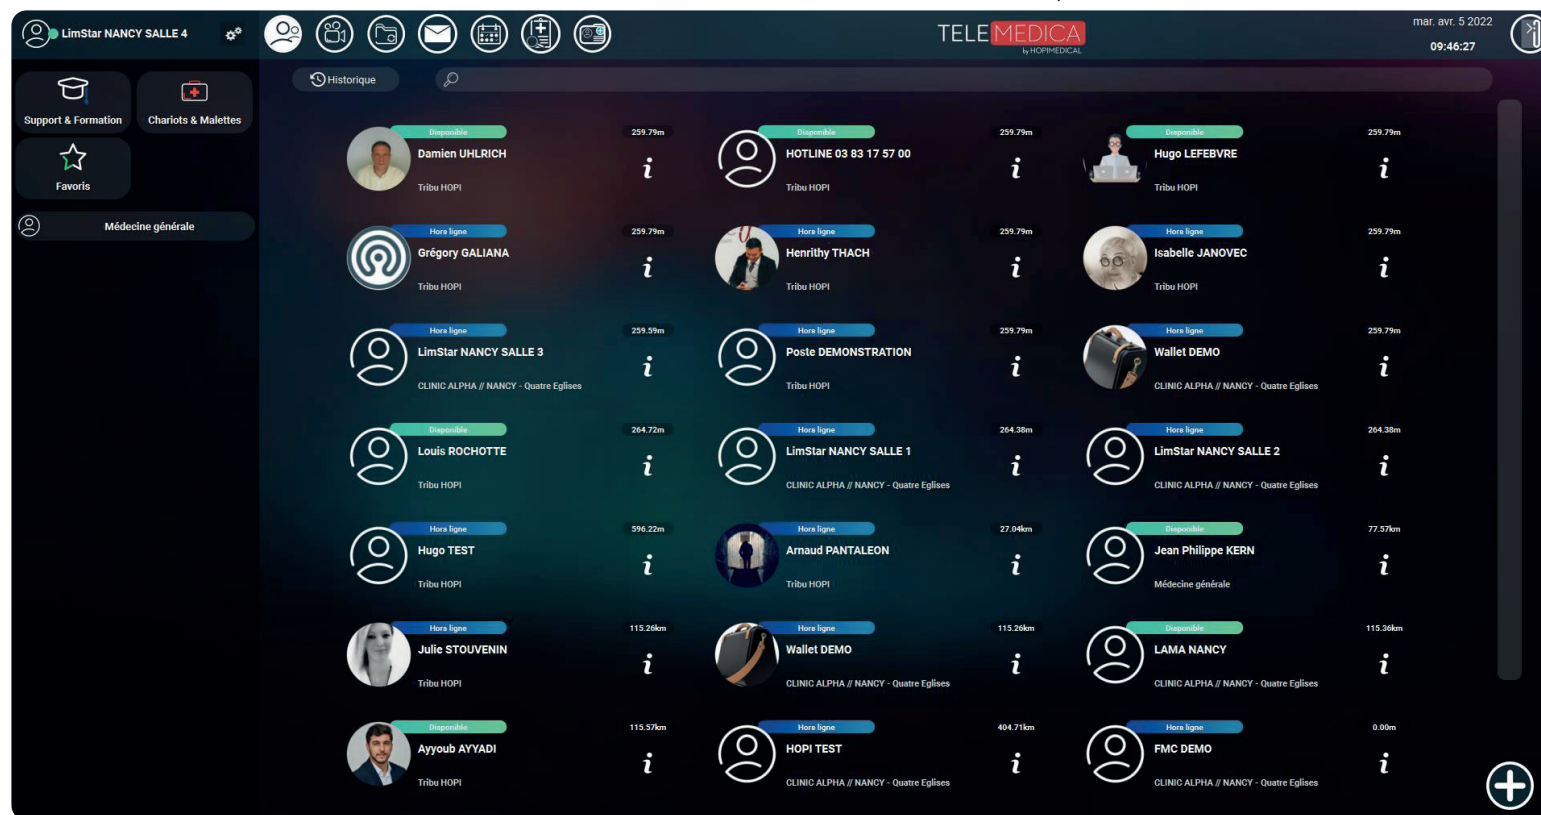 LimStar NANCY SALLE 4
TELEMEDICA
by HOPIMEDICAL
mar. avr. 5 2022
09:46:27
Support & Formation
Chariots & Malettes
Favoris
Médecine générale
Historique
Disponible
259.79m
Damien UHLRICH
Tribu HOPI
Disponible
259.79m
HOTLINE 03 83 17 57 00
Tribu HOPI
Disponible
259.79m
Hugo LEFEBVRE
Tribu HOPI
Hors ligne
259.79m
Grégory GALIANA
Tribu HOPI
Hors ligne
259.79m
Henrithy THACH
Tribu HOPI
Hors ligne
259.79m
Isabelle JANOVEC
Tribu HOPI
Hors ligne
259.59m
LimStar NANCY SALLE 3
CLINIC ALPHA // NANCY - Quatre Eglises
Hors ligne
259.79m
Poste DEMONSTRATION
Tribu HOPI
Hors ligne
259.79m
Wallet DEMO
CLINIC ALPHA // NANCY - Quatre Eglises
Disponible
264.72m
Louis ROCHOTTE
Tribu HOPI
Hors ligne
264.38m
LimStar NANCY SALLE 1
CLINIC ALPHA // NANCY - Quatre Eglises
Hors ligne
264.38m
LimStar NANCY SALLE 2
CLINIC ALPHA // NANCY - Quatre Eglises
Hors ligne
596.22m
Hugo TEST
Tribu HOPI
Hors ligne
27.04km
Arnaud PANTALEON
Tribu HOPI
Disponible
77.57km
Jean Philippe KERN
Médecine générale
Hors ligne
115.26km
Julie STOUVENIN
Tribu HOPI
Hors ligne
115.26km
Wallet DEMO
CLINIC ALPHA // NANCY - Quatre Eglises
Disponible
115.36km
LAMA NANCY
CLINIC ALPHA // NANCY - Quatre Eglises
Disponible
115.57km
Ayyoub AYYADI
Tribu HOPI
Hors ligne
404.71km
HOPI TEST
CLINIC ALPHA // NANCY - Quatre Eglises
Hors ligne
0.00m
FMC DEMO
CLINIC ALPHA // NANCY - Quatre Eglises